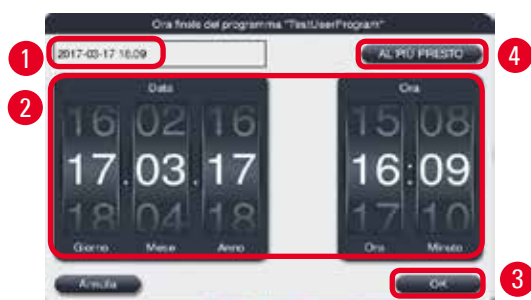 Ora finale del programma "TestUserProgram"
1 2017-03-17 16:09 AL PIÙ PRESTO 4
2 Data Ora
16 02 16 15 08
17.03.17 16:09
18 04 18 17 10
Giorno Mese Anno Ora Minuto
Annulla OK 3